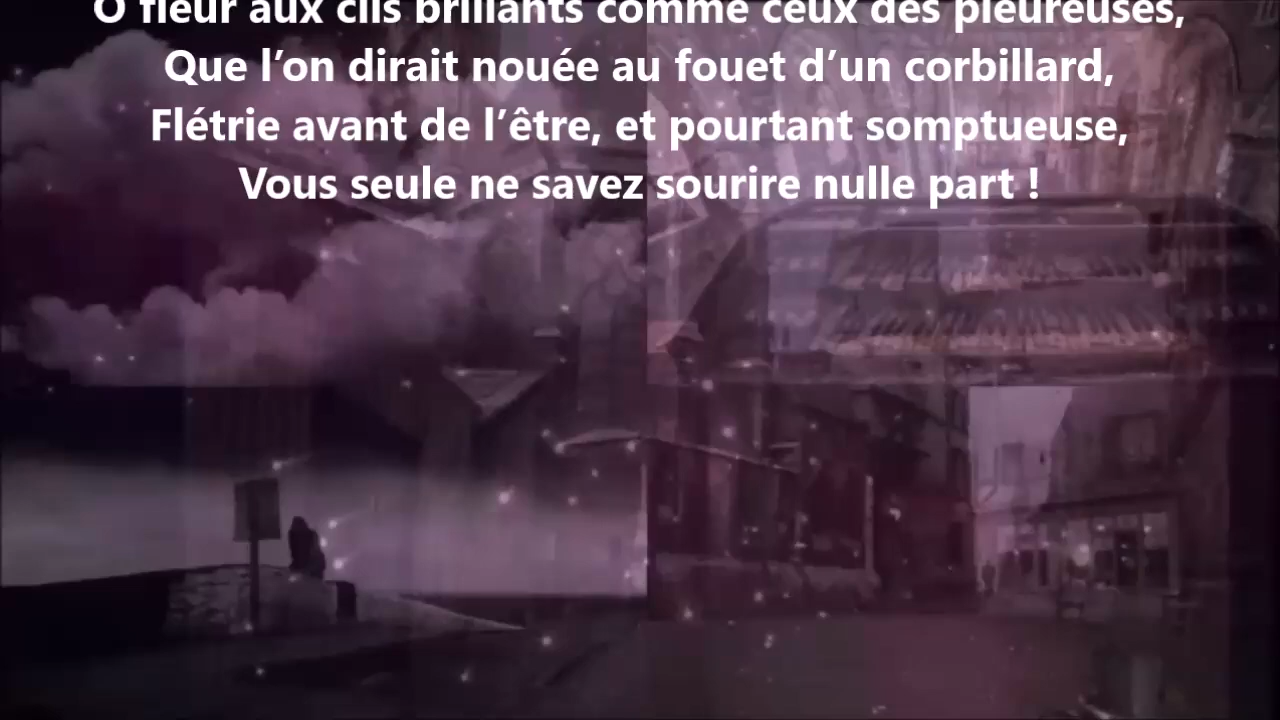 Ô fleur aux cils brillants comme ceux des pleureuses,
Que l’on dirait nouée au fouet d’un corbillard,
Flétrie avant de l’être, et pourtant somptueuse,
Vous seule ne savez sourire nulle part !